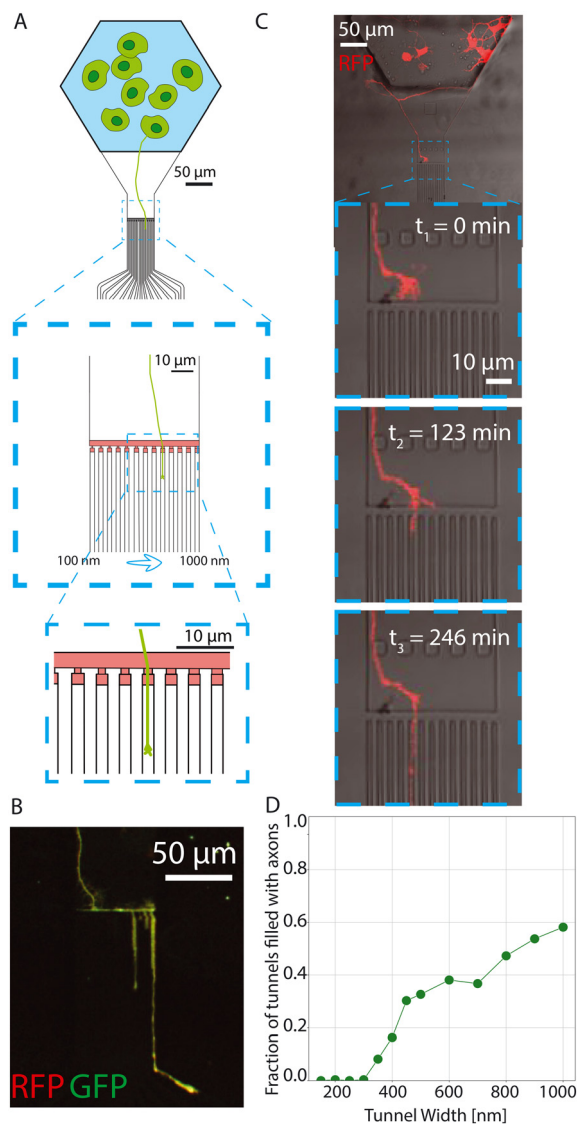 A
50 µm
10 µm
100 nm
1000 nm
10 µm
B
50 µm
RFP GFP
C
50 µm
RFP
t1 = 0 min
10 µm
t2 = 123 min
t3 = 246 min
D
Fraction of tunnels filled with axons
1.0
0.8
0.6
0.4
0.2
0.0
200 400 600 800 1000
Tunnel Width [nm]